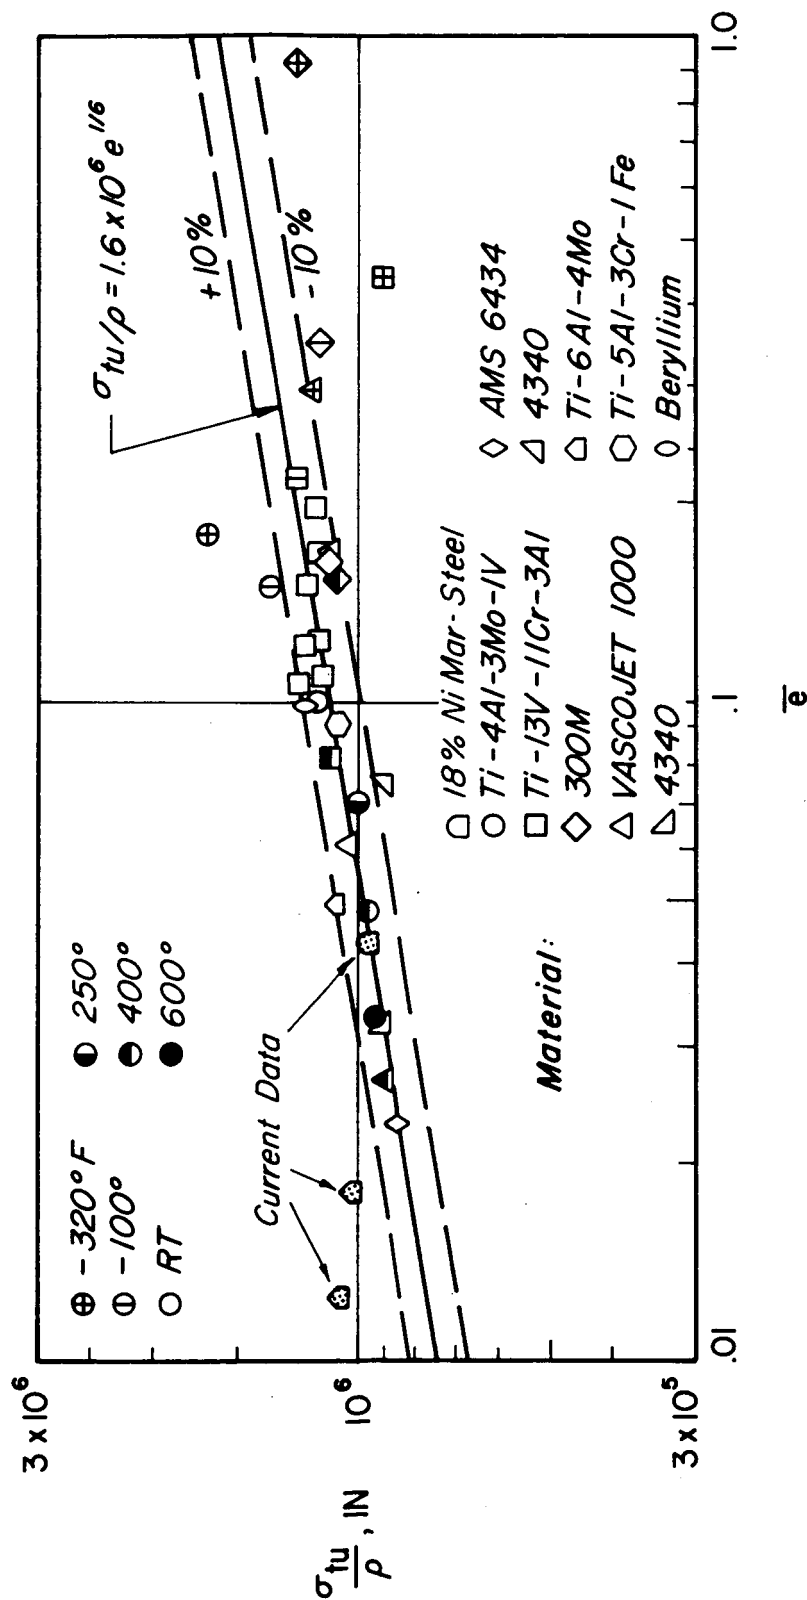 3 x 10⁶
10⁶
3 x 10⁵
σtu/ρ, IN
.01
.1
1.0
e
⊕ -320° F
-100°
RT
250°
400°
600°
Current Data
σtu/ρ = 1.6 x 10⁶ e^1/6
+10%
-10%
Material:
18% Ni Mar-Steel
Ti-4Al-3Mo-1V
Ti-13V-11Cr-3Al
300M
VASCOJET 1000
4340
AMS 6434
4340
Ti-6Al-4Mo
Ti-5Al-3Cr-1Fe
Beryllium